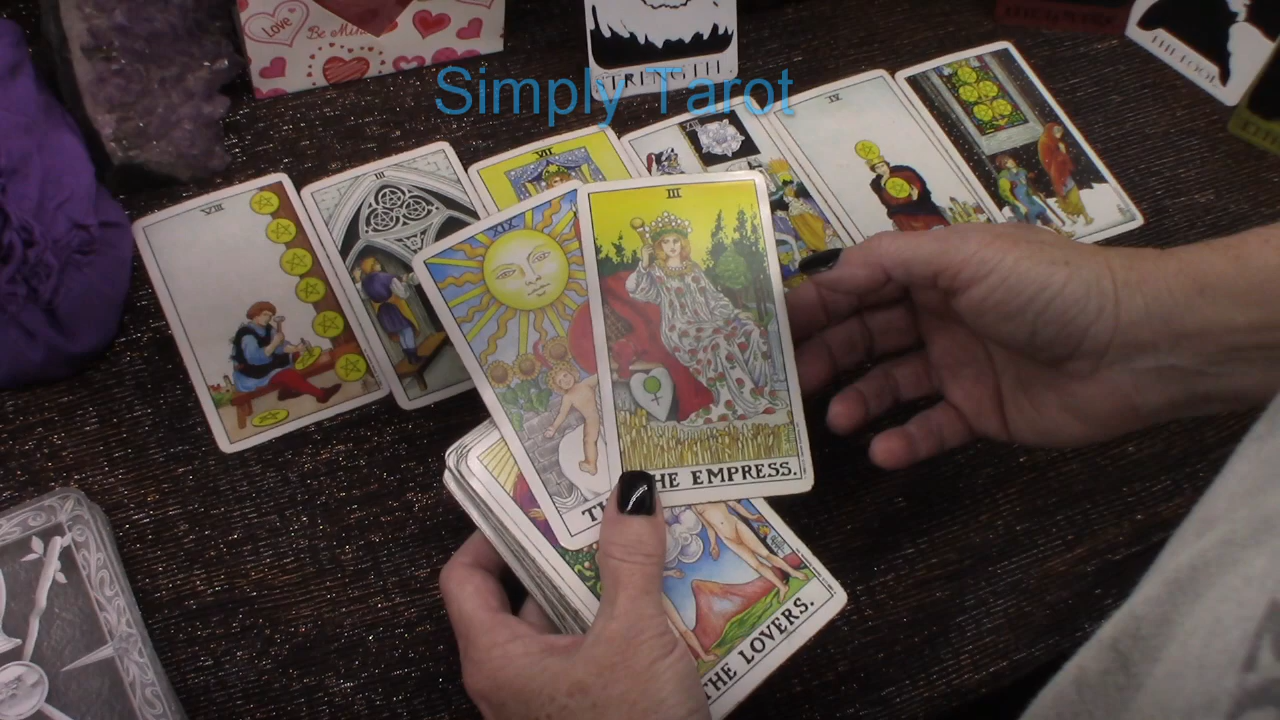 Love
Be Mine
STRENGTH
THE FOOL
Simply Tarot
VIII
III
VII
IV
XIX
III
THE EMPRESS.
THE LOVERS.